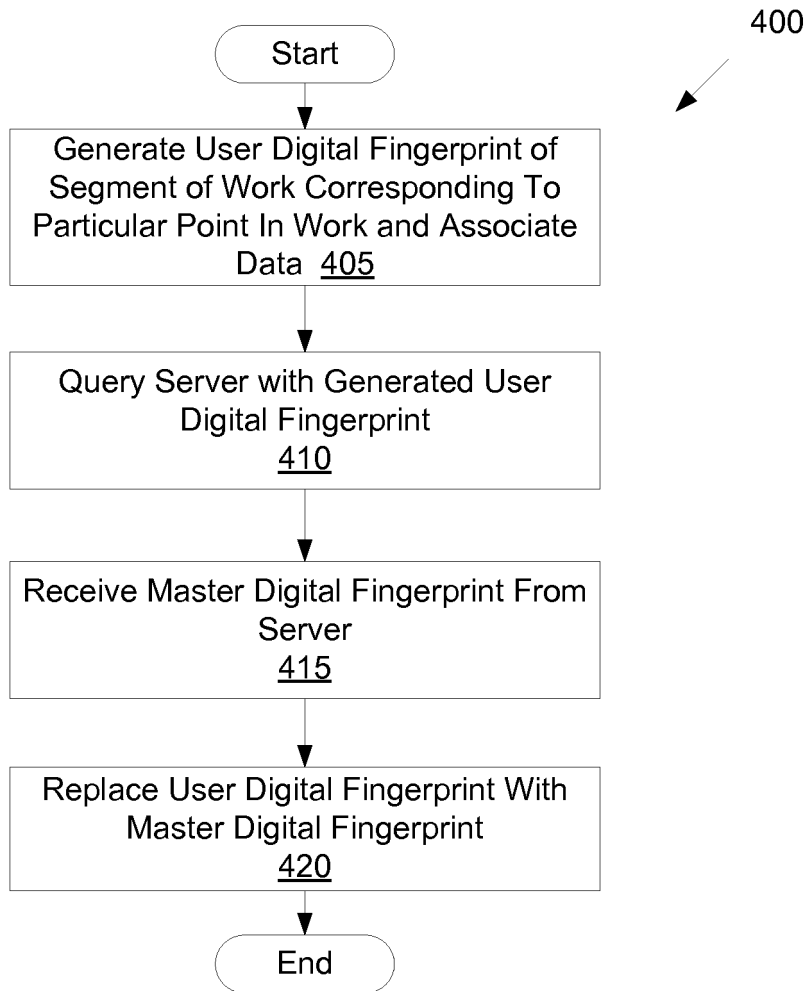 400
Start
Generate User Digital Fingerprint of
Segment of Work Corresponding To
Particular Point In Work and Associate
Data 405
Query Server with Generated User
Digital Fingerprint
410
Receive Master Digital Fingerprint From
Server
415
Replace User Digital Fingerprint With
Master Digital Fingerprint
420
End